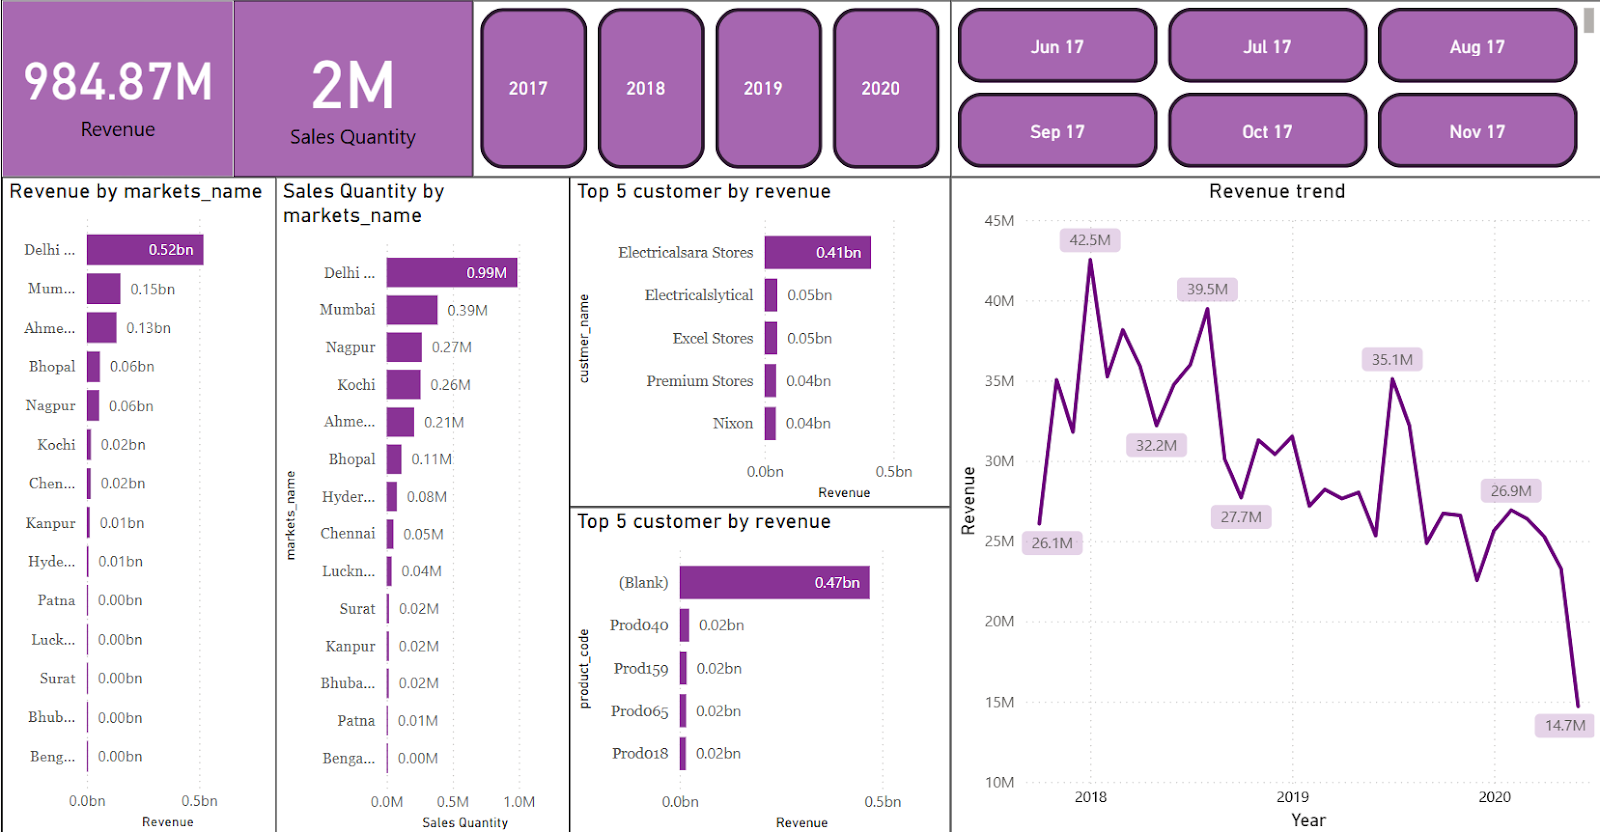 984.87M
Revenue
2M
Sales Quantity
2017
2018
2019
2020
Jun 17
Jul 17
Aug 17
Sep 17
Oct 17
Nov 17
Revenue by markets_name
Delhi ...
0.52bn
Mum...
0.15bn
Ahme...
0.13bn
Bhopal
0.06bn
Nagpur
0.06bn
Kochi
0.02bn
Chen...
0.02bn
Kanpur
0.01bn
Hyde...
0.01bn
Patna
0.00bn
Luck...
0.00bn
Surat
0.00bn
Bhub...
0.00bn
Beng...
0.00bn
0.0bn
0.5bn
Revenue
Sales Quantity by
markets_name
markets_name
Delhi ...
0.99M
Mumbai
0.39M
Nagpur
0.27M
Kochi
0.26M
Ahme...
0.21M
Bhopal
0.11M
Hyder...
0.08M
Chennai
0.05M
Luckn...
0.04M
Surat
0.02M
Kanpur
0.02M
Bhuba...
0.02M
Patna
0.01M
Benga...
0.00M
0.0M
0.5M
1.0M
Sales Quantity
Top 5 customer by revenue
custmer_name
Electricalsara Stores
0.41bn
Electricalslytical
0.05bn
Excel Stores
0.05bn
Premium Stores
0.04bn
Nixon
0.04bn
0.0bn
0.5bn
Revenue
Top 5 customer by revenue
product_code
(Blank)
0.47bn
Prod040
0.02bn
Prod159
0.02bn
Prod065
0.02bn
Prod018
0.02bn
0.0bn
0.5bn
Revenue
Revenue trend
Revenue
45M
40M
35M
30M
25M
20M
15M
10M
42.5M
39.5M
35.1M
32.2M
27.7M
26.9M
26.1M
14.7M
2018
2019
2020
Year